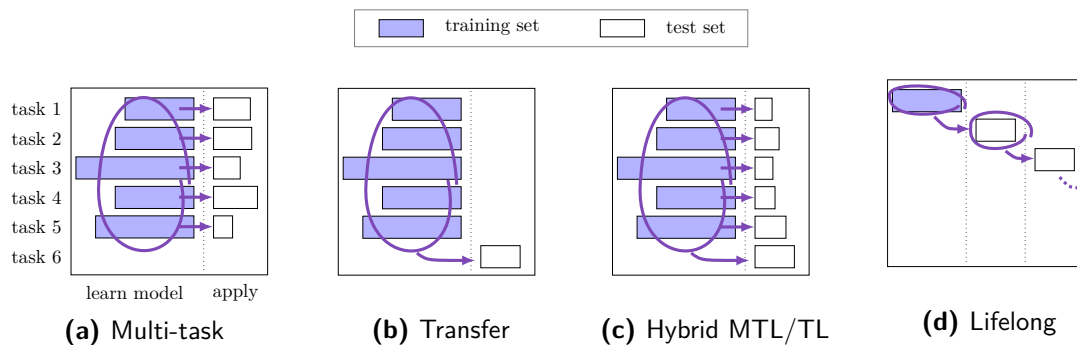 training set test set
task 1
task 2
task 3
task 4
task 5
task 6
learn model apply
(a) Multi-task (b) Transfer (c) Hybrid MTL/TL (d) Lifelong